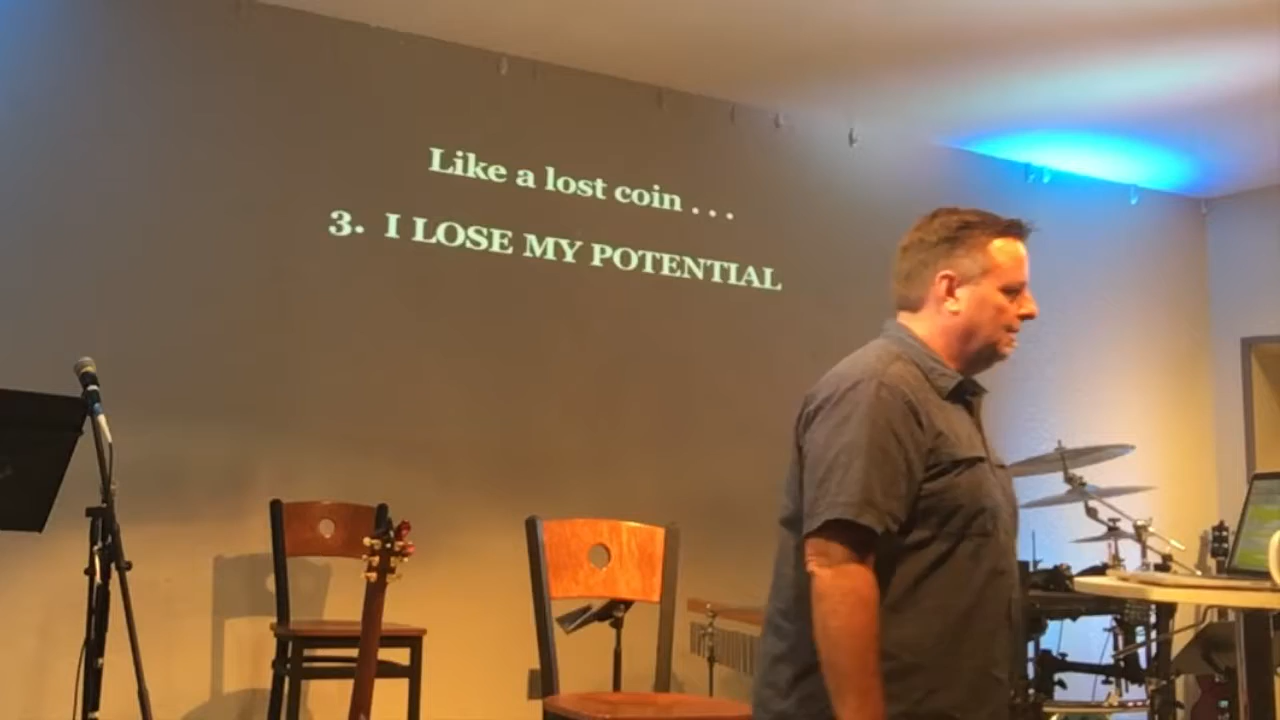 Like a lost coin . . .
3. I LOSE MY POTENTIAL